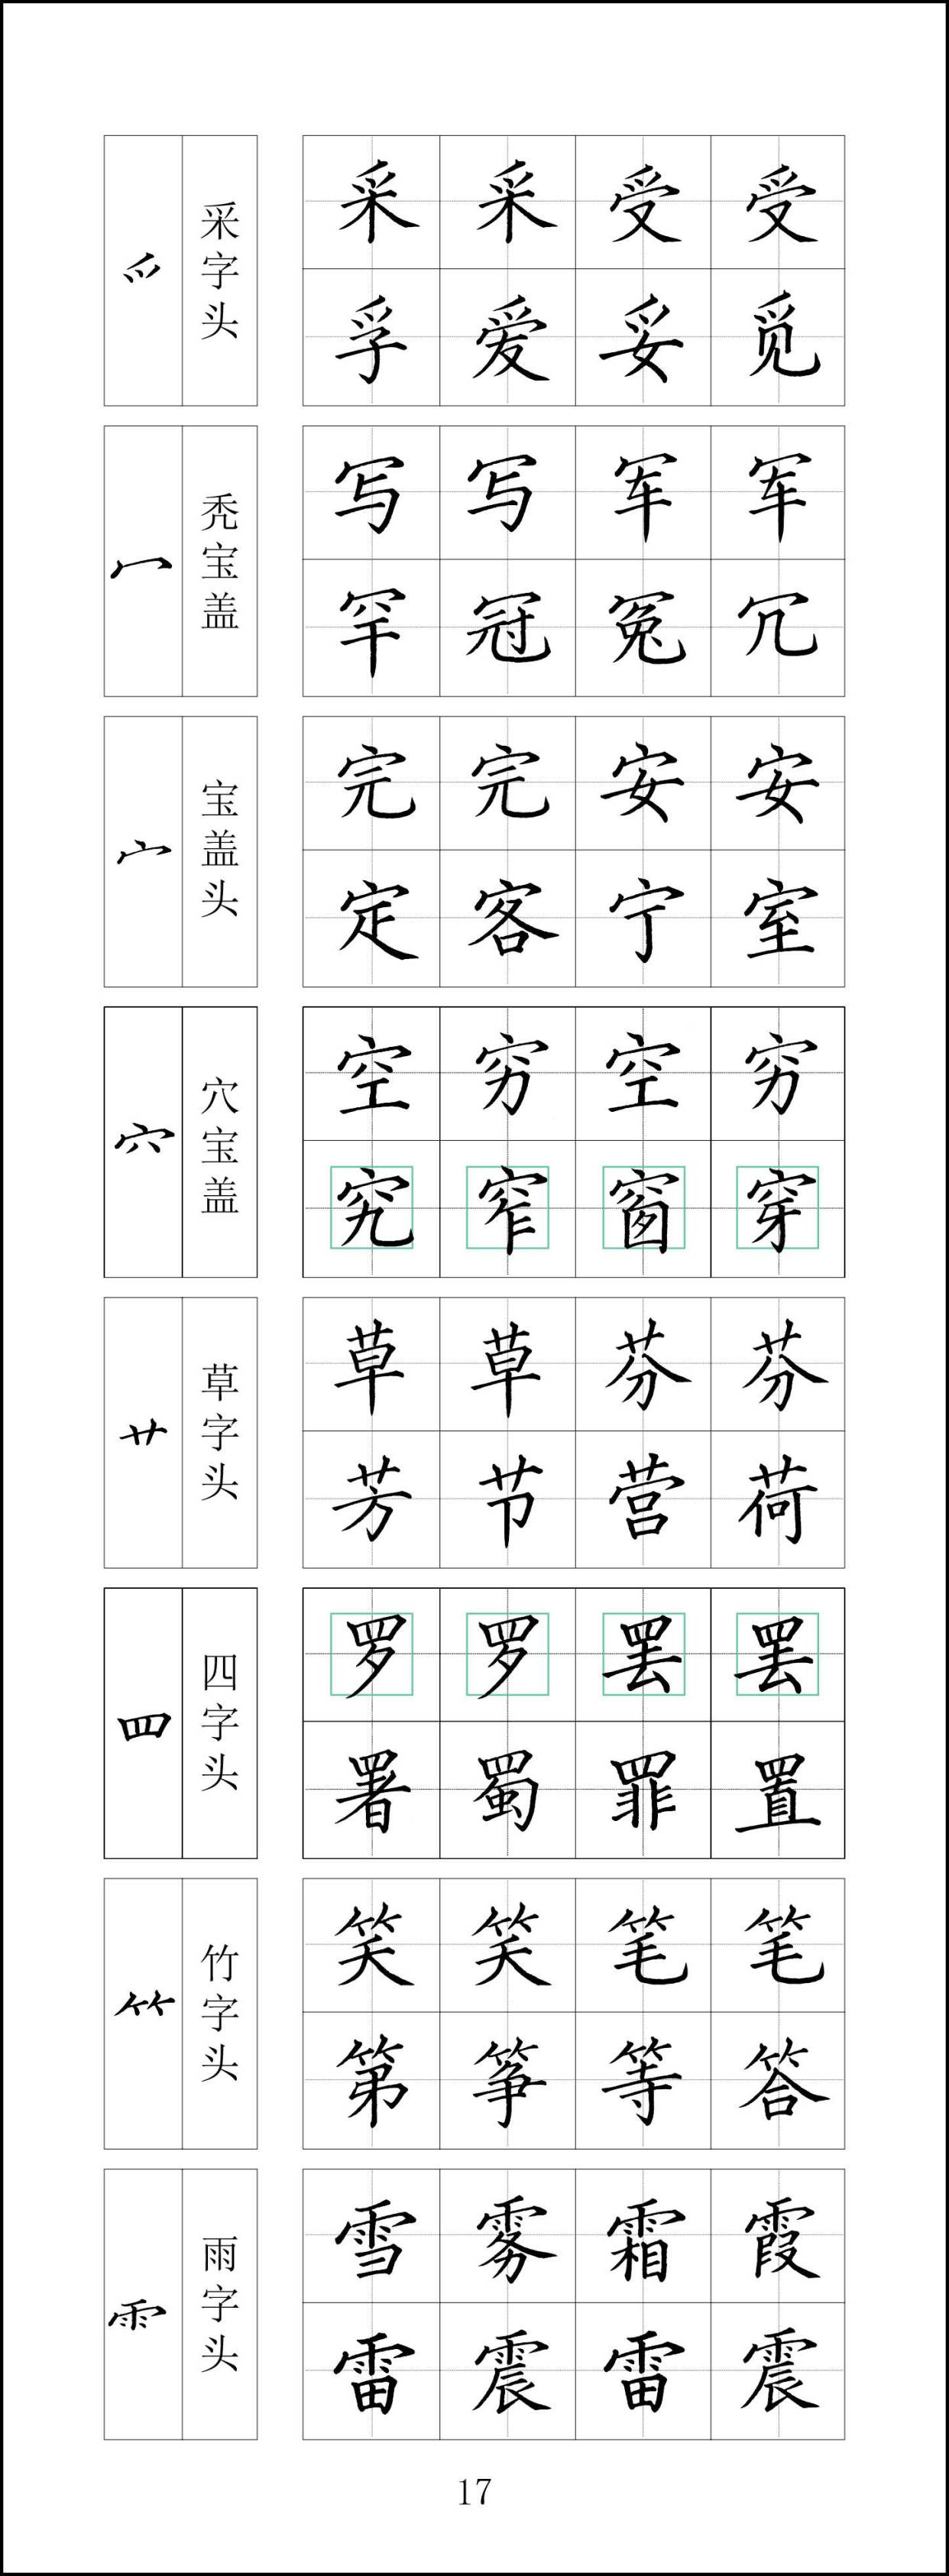 爫 采字头
采 采 受 受
孚 爱 妥 觅
冖 秃宝盖
写 写 军 军
罕 冠 冤 冗
宀 宝盖头
完 完 安 安
定 客 宁 室
穴 穴宝盖
空 穷 空 穷
究 窄 窗 穿
艹 草字头
草 草 芬 芬
芳 节 营 荷
罒 四字头
罗 罗 罢 罢
署 蜀 罪 置
⺮ 竹字头
笑 笑 笔 笔
第 筝 等 答
⻗ 雨字头
雪 雾 霜 霞
雷 震 雷 震
17